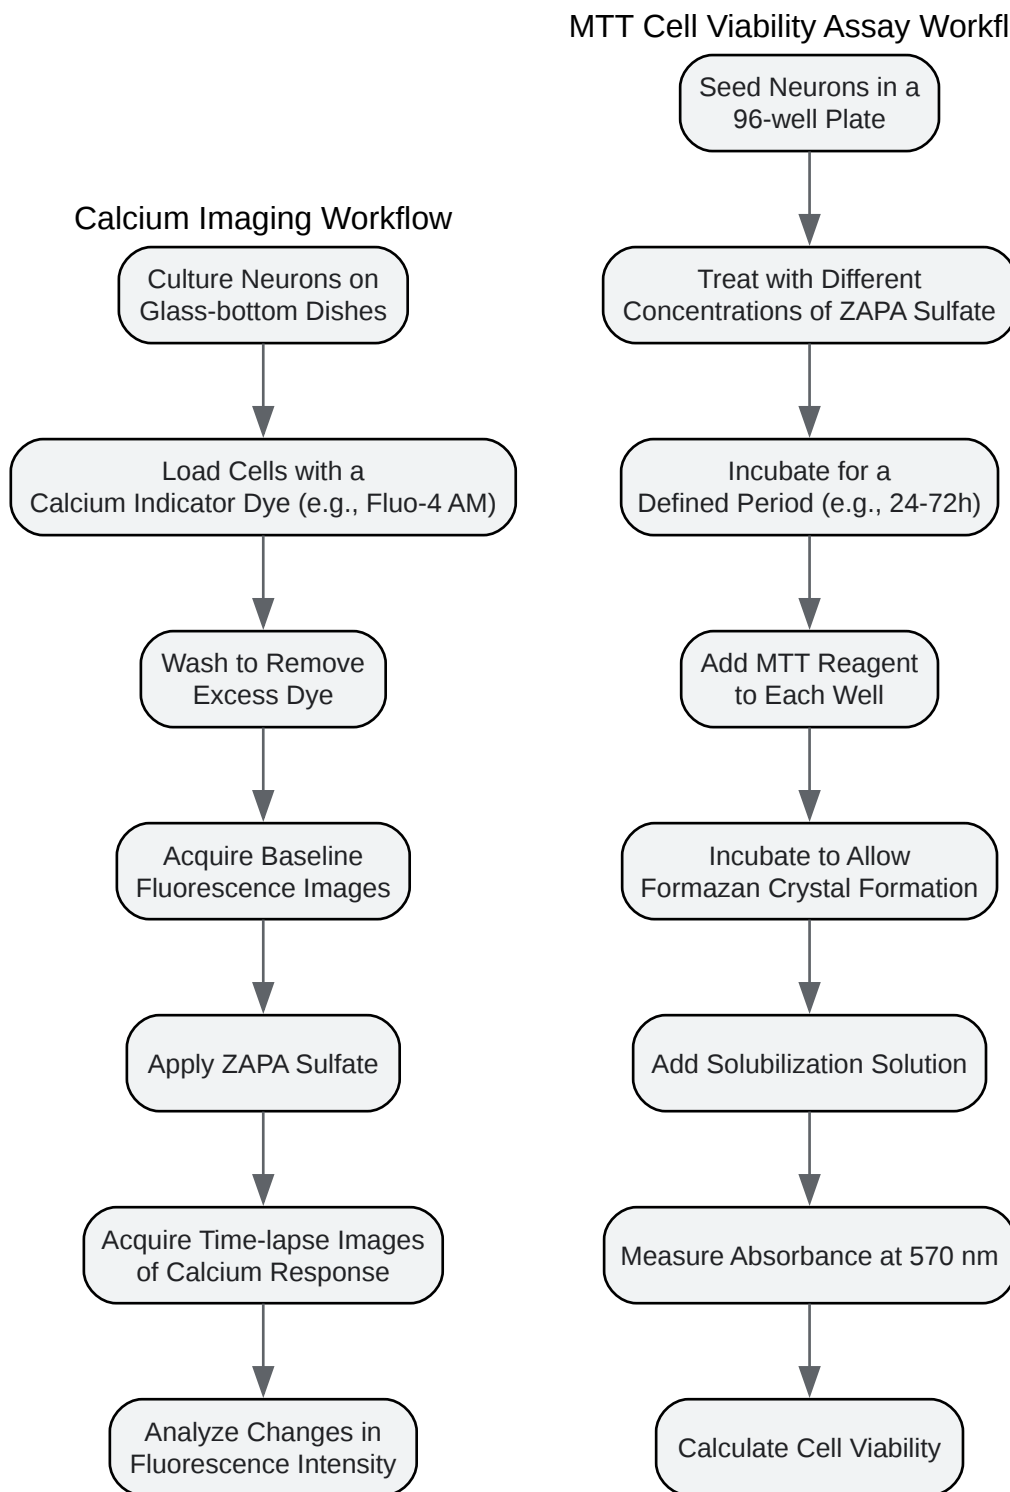 Calcium Imaging Workflow
Culture Neurons on
Glass-bottom Dishes
Load Cells with a
Calcium Indicator Dye (e.g., Fluo-4 AM)
Wash to Remove
Excess Dye
Acquire Baseline
Fluorescence Images
Apply ZAPA Sulfate
Acquire Time-lapse Images
of Calcium Response
Analyze Changes in
Fluorescence Intensity
MTT Cell Viability Assay Workfl
Seed Neurons in a
96-well Plate
Treat with Different
Concentrations of ZAPA Sulfate
Incubate for a
Defined Period (e.g., 24-72h)
Add MTT Reagent
to Each Well
Incubate to Allow
Formazan Crystal Formation
Add Solubilization Solution
Measure Absorbance at 570 nm
Calculate Cell Viability